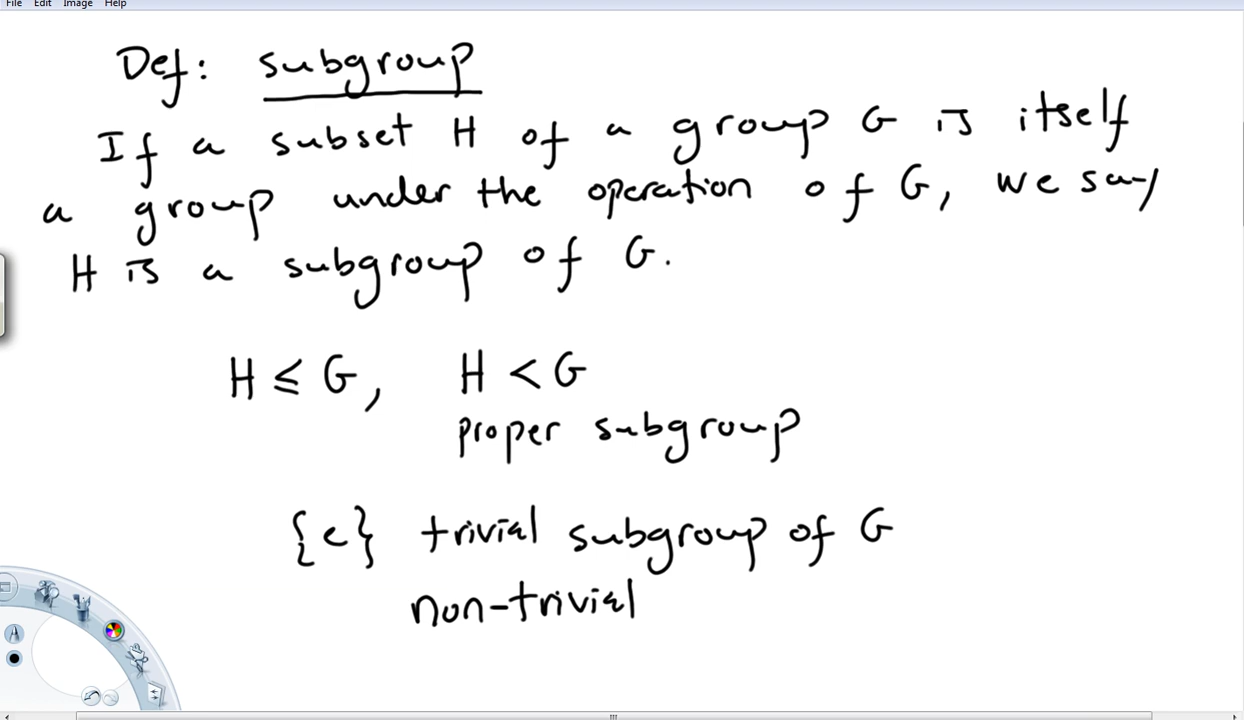 File Edit Image Help
Def: subgroup
If a subset H of a group G is itself
a group under the operation of G, we say
H is a subgroup of G.
H ≤ G, H < G
proper subgroup
{e} trivial subgroup of G
non-trivial